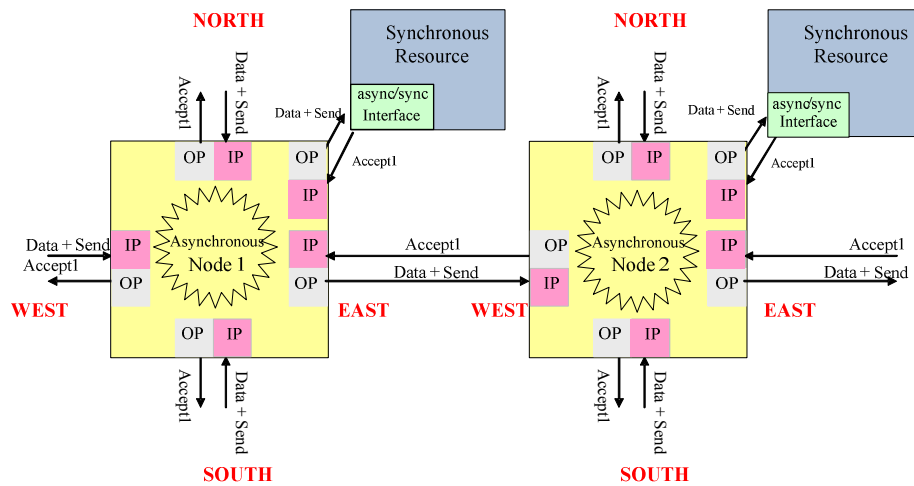 NORTH
Accept1
Data + Send
Synchronous
Resource
async/sync
Interface
Data + Send
Accept1
OP
IP
OP
IP
Data + Send
Accept1
IP
OP
Asynchronous
Node 1
IP
OP
WEST
EAST
OP
IP
Accept1
Data + Send
SOUTH
Accept1
Data + Send
NORTH
Accept1
Data + Send
Synchronous
Resource
async/sync
Interface
Data + Send
Accept1
OP
IP
OP
IP
OP
IP
Asynchronous
Node 2
IP
OP
Accept1
Data + Send
WEST
EAST
OP
IP
Accept1
Data + Send
SOUTH